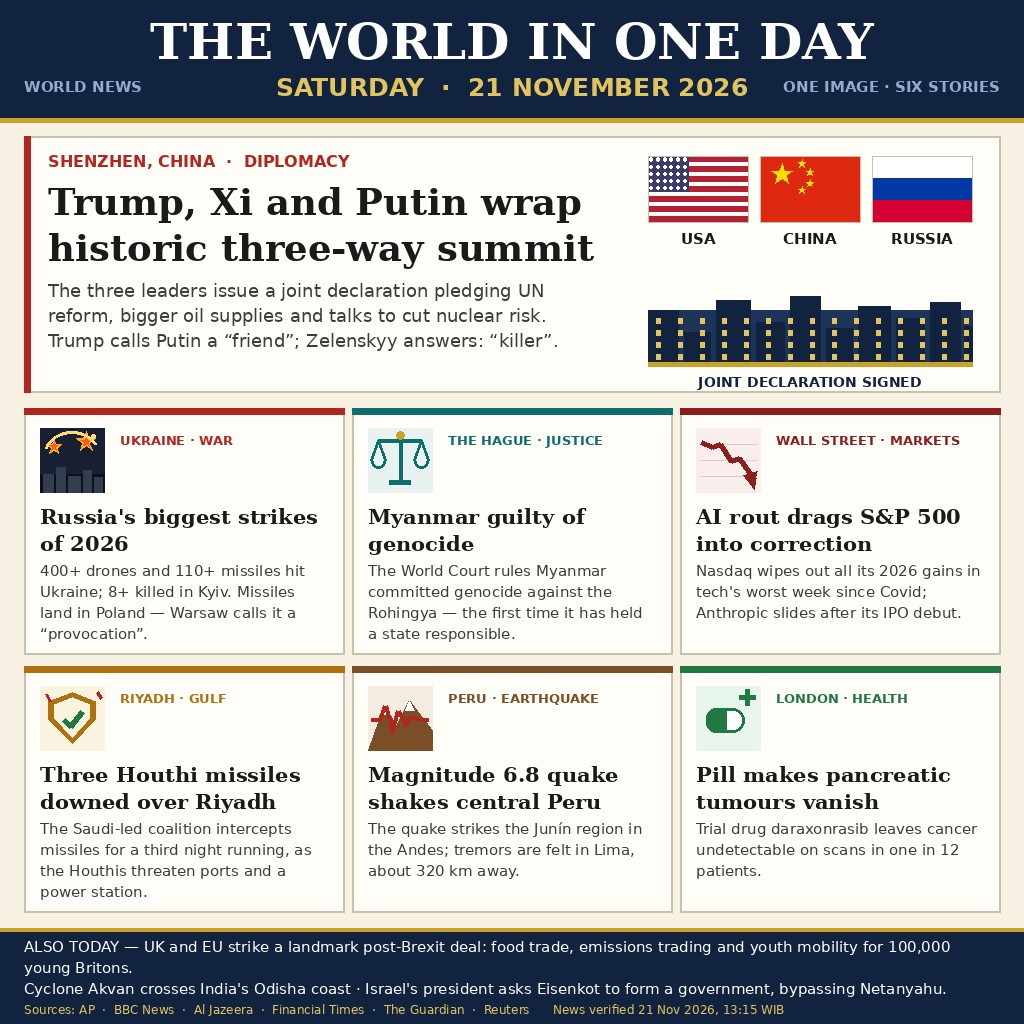 THE WORLD IN ONE DAY
WORLD NEWS
SATURDAY · 21 NOVEMBER 2026
ONE IMAGE · SIX STORIES
SHENZHEN, CHINA · DIPLOMACY
Trump, Xi and Putin wrap
historic three-way summit
The three leaders issue a joint declaration pledging UN
reform, bigger oil supplies and talks to cut nuclear risk.
Trump calls Putin a “friend”; Zelenskyy answers: “killer”.
USA
CHINA
RUSSIA
JOINT DECLARATION SIGNED
UKRAINE · WAR
Russia's biggest strikes
of 2026
400+ drones and 110+ missiles hit
Ukraine; 8+ killed in Kyiv. Missiles
land in Poland — Warsaw calls it a
“provocation”.
THE HAGUE · JUSTICE
Myanmar guilty of
genocide
The World Court rules Myanmar
committed genocide against the
Rohingya — the first time it has held
a state responsible.
WALL STREET · MARKETS
AI rout drags S&P 500
into correction
Nasdaq wipes out all its 2026 gains in
tech's worst week since Covid;
Anthropic slides after its IPO debut.
RIYADH · GULF
Three Houthi missiles
downed over Riyadh
The Saudi-led coalition intercepts
missiles for a third night running, as
the Houthis threaten ports and a
power station.
PERU · EARTHQUAKE
Magnitude 6.8 quake
shakes central Peru
The quake strikes the Junín region in
the Andes; tremors are felt in Lima,
about 320 km away.
LONDON · HEALTH
Pill makes pancreatic
tumours vanish
Trial drug daraxonrasib leaves cancer
undetectable on scans in one in 12
patients.
ALSO TODAY — UK and EU strike a landmark post-Brexit deal: food trade, emissions trading and youth mobility for 100,000
young Britons.
Cyclone Akvan crosses India's Odisha coast · Israel's president asks Eisenkot to form a government, bypassing Netanyahu.
Sources: AP · BBC News · Al Jazeera · Financial Times · The Guardian · Reuters News verified 21 Nov 2026, 13:15 WIB